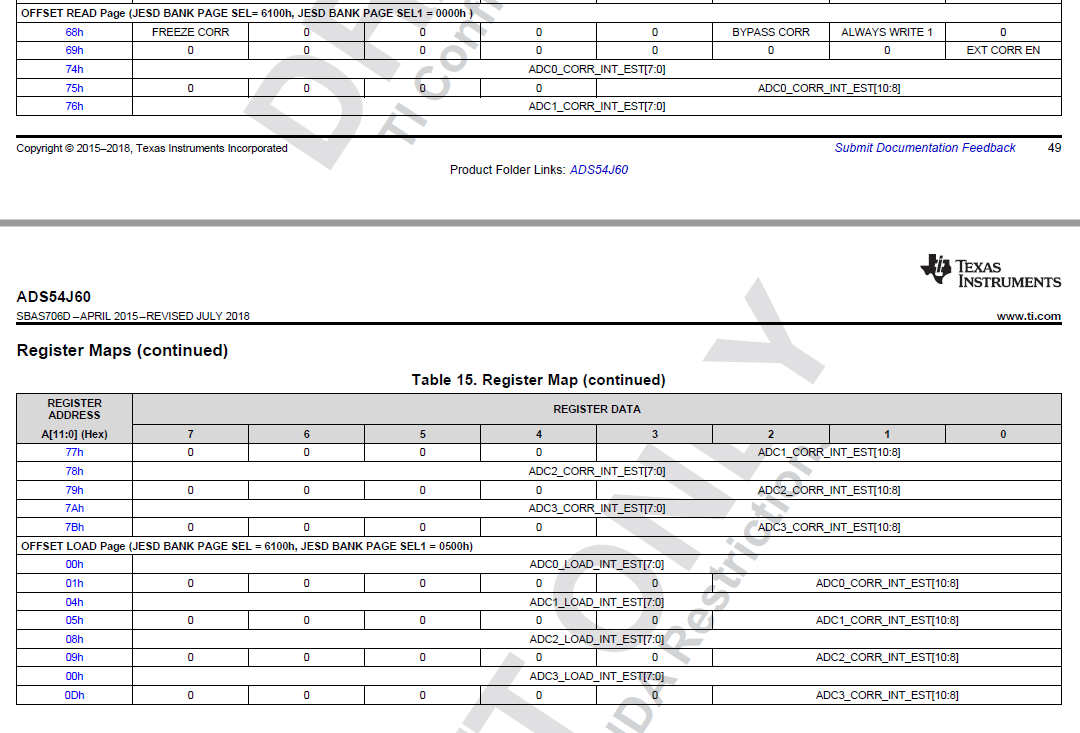 OFFSET READ Page (JESD BANK PAGE SEL= 6100h, JESD BANK PAGE SEL1 = 0000h )
68h FREEZE CORR 0 0 0 0 BYPASS CORR ALWAYS WRITE 1 0
69h 0 0 0 0 0 0 0 EXT CORR EN
74h ADC0_CORR_INT_EST[7:0]
75h 0 0 0 0 ADC0_CORR_INT_EST[10:8]
76h ADC1_CORR_INT_EST[7:0]
Copyright © 2015–2018, Texas Instruments Incorporated Submit Documentation Feedback 49
Product Folder Links: ADS54J60
TEXAS
INSTRUMENTS
ADS54J60
SBAS706D –APRIL 2015–REVISED JULY 2018 www.ti.com
Register Maps (continued)
Table 15. Register Map (continued)
REGISTER
ADDRESS REGISTER DATA
A[11:0] (Hex) 7 6 5 4 3 2 1 0
77h 0 0 0 0 ADC1_CORR_INT_EST[10:8]
78h ADC2_CORR_INT_EST[7:0]
79h 0 0 0 0 ADC2_CORR_INT_EST[10:8]
7Ah ADC3_CORR_INT_EST[7:0]
7Bh 0 0 0 0 ADC3_CORR_INT_EST[10:8]
OFFSET LOAD Page (JESD BANK PAGE SEL = 6100h, JESD BANK PAGE SEL1 = 0500h)
00h ADC0_LOAD_INT_EST[7:0]
01h 0 0 0 0 0 ADC0_CORR_INT_EST[10:8]
04h ADC1_LOAD_INT_EST[7:0]
05h 0 0 0 0 0 ADC1_CORR_INT_EST[10:8]
08h ADC2_LOAD_INT_EST[7:0]
09h 0 0 0 0 0 ADC2_CORR_INT_EST[10:8]
00h ADC3_LOAD_INT_EST[7:0]
0Dh 0 0 0 0 0 ADC3_CORR_INT_EST[10:8]